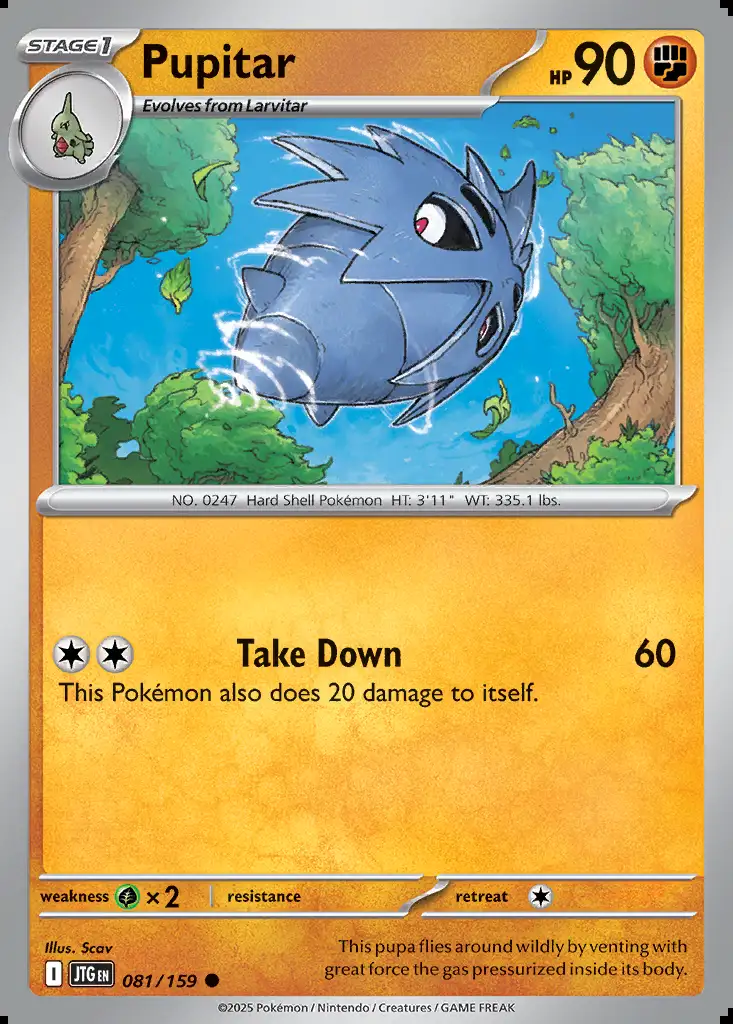 STAGE 1
Pupitar
HP 90
Evolves from Larvitar
NO. 0247 Hard Shell Pokémon HT: 3'11" WT: 335.1 lbs.
Take Down 60
This Pokémon also does 20 damage to itself.
weakness ×2 resistance retreat
Illus. Scav
This pupa flies around wildly by venting with
great force the gas pressurized inside its body.
I JTG EN 081/159
©2025 Pokémon / Nintendo / Creatures / GAME FREAK